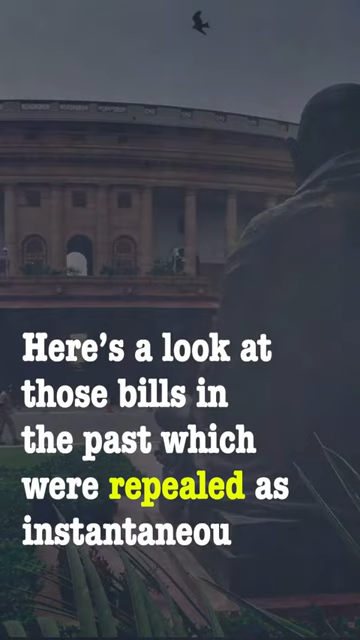 Here's a look at
those bills in
the past which
were repealed as
instantaneou